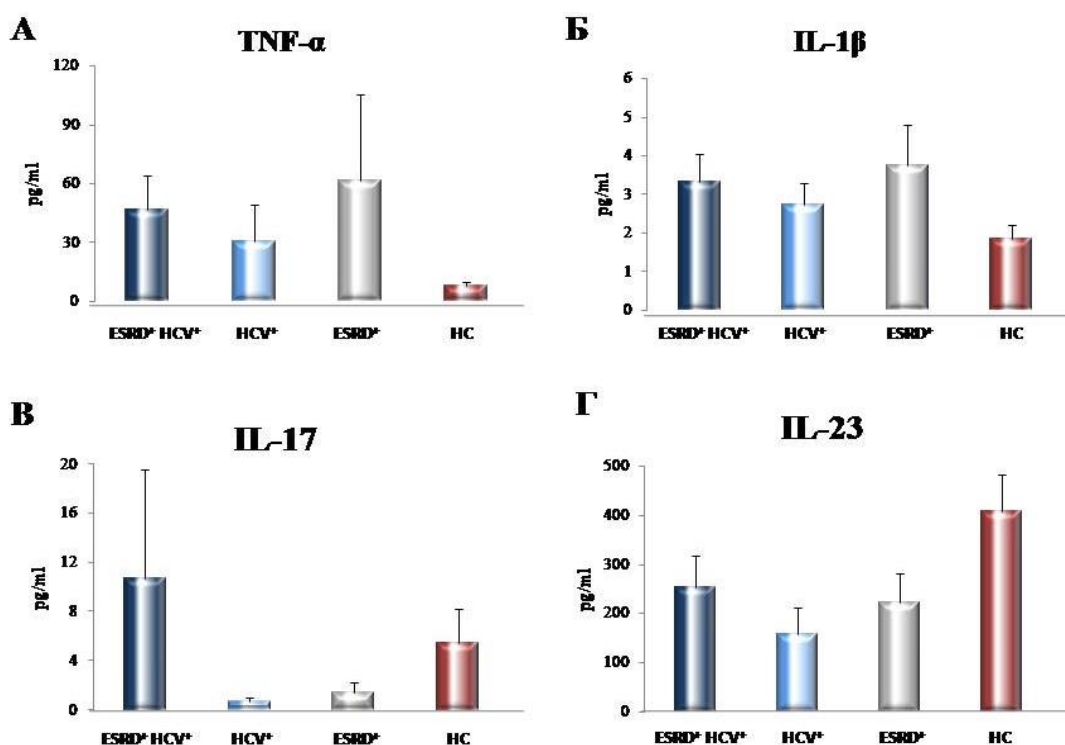 А
TNF-α
120
90
60
30
0
pg/ml
ESRD⁺ HCV⁺ HCV⁺ ESRD⁺ HC
Б
IL-1β
6
5
4
3
2
1
0
pg/ml
ESRD⁺ HCV⁺ HCV⁺ ESRD⁺ HC
В
IL-17
20
16
12
8
4
0
pg/ml
ESRD⁺ HCV⁺ HCV⁺ ESRD⁺ HC
Г
IL-23
500
400
300
200
100
0
pg/ml
ESRD⁺ HCV⁺ HCV⁺ ESRD⁺ HC